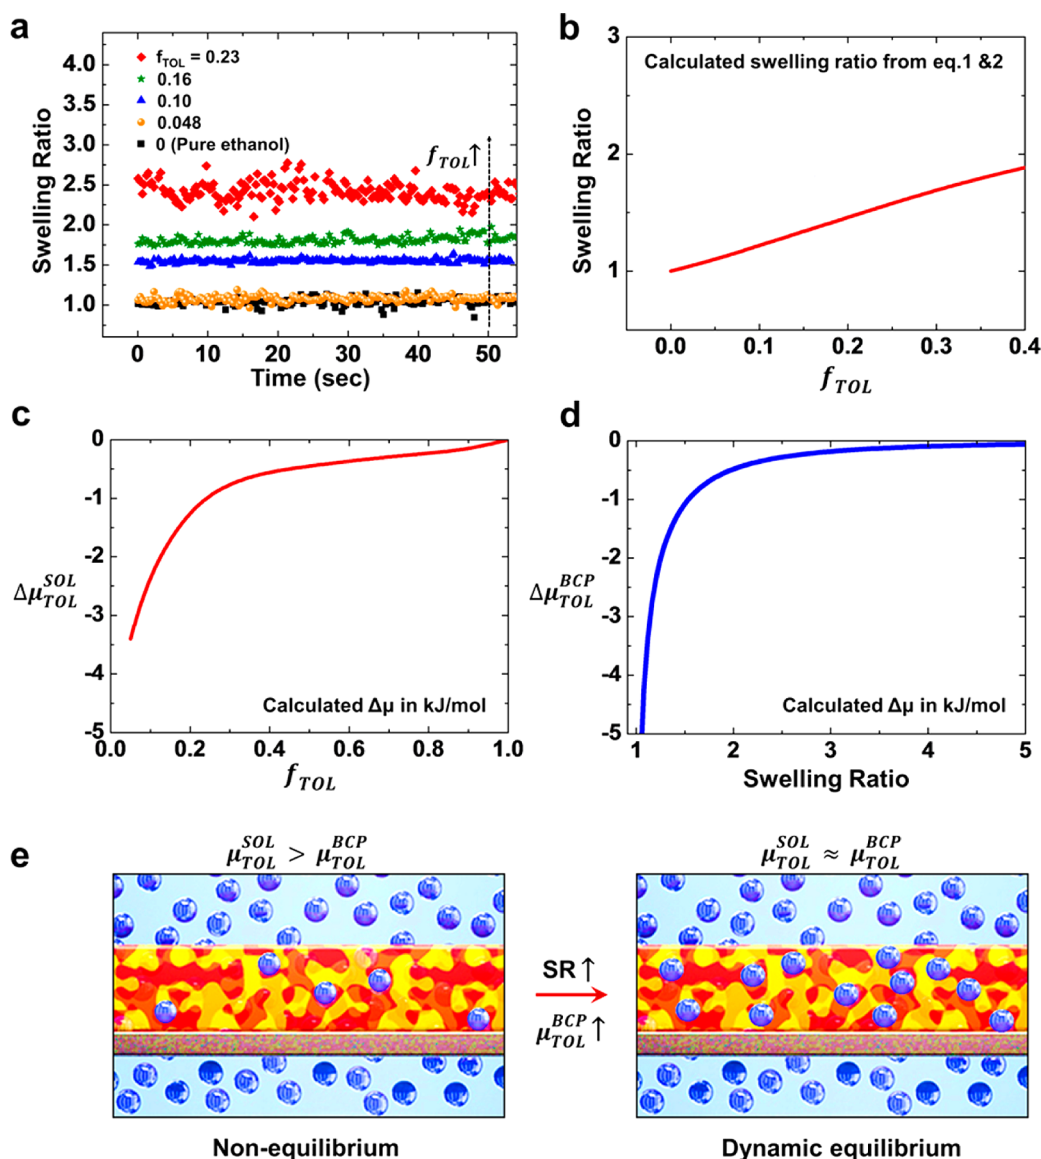 a
Swelling Ratio
4.0
3.5
3.0
2.5
2.0
1.5
1.0
f_TOL = 0.23
0.16
0.10
0.048
0 (Pure ethanol)
f_TOL↑
0 10 20 30 40 50
Time (sec)
b
Swelling Ratio
3
2
1
Calculated swelling ratio from eq.1 &2
0.0 0.1 0.2 0.3 0.4
f_TOL
c
Δμ_TOL^SOL
0
-1
-2
-3
-4
-5
Calculated Δμ in kJ/mol
0.0 0.2 0.4 0.6 0.8 1.0
f_TOL
d
Δμ_TOL^BCP
0
-1
-2
-3
-4
-5
Calculated Δμ in kJ/mol
1 2 3 4 5
Swelling Ratio
e
μ_TOL^SOL > μ_TOL^BCP
μ_TOL^SOL ≈ μ_TOL^BCP
SR ↑
μ_TOL^BCP ↑
Non-equilibrium
Dynamic equilibrium